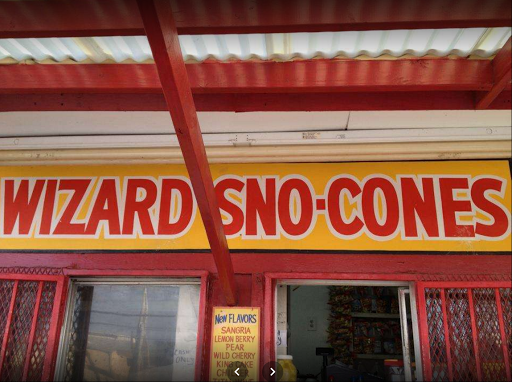 WIZARD SNO-CONES
NEW FLAVORS
SANGRIA
LEMON BERRY
PEAR
WILD CHERRY